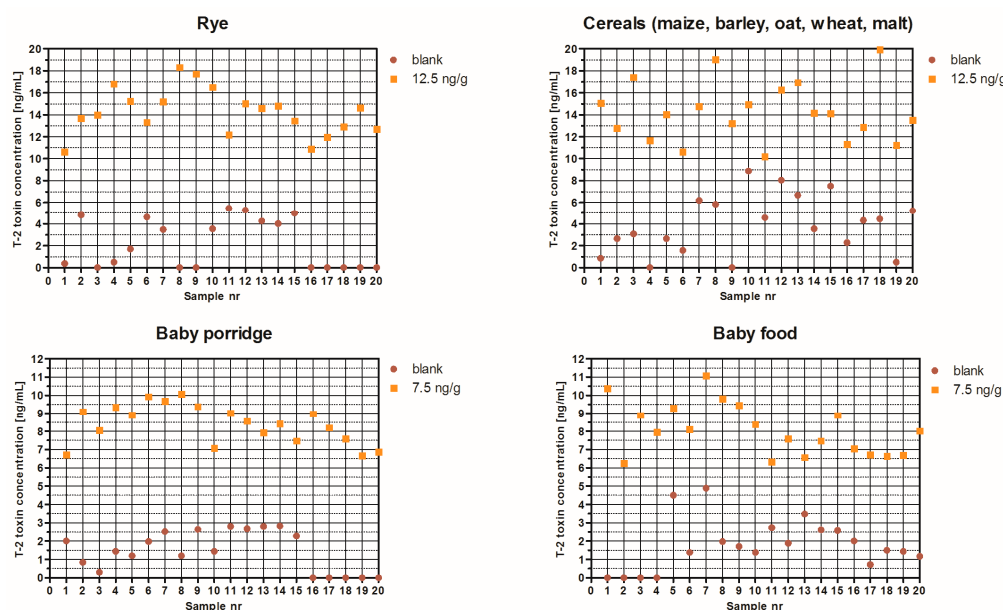 Rye
T-2 toxin concentration [ng/mL]
20
18
16
14
12
10
8
6
4
2
0
0 1 2 3 4 5 6 7 8 9 10 11 12 13 14 15 16 17 18 19 20
Sample nr
blank
12.5 ng/g
Cereals (maize, barley, oat, wheat, malt)
T-2 toxin concentration [ng/mL]
20
18
16
14
12
10
8
6
4
2
0
0 1 2 3 4 5 6 7 8 9 10 11 12 13 14 15 16 17 18 19 20
Sample nr
blank
12.5 ng/g
Baby porridge
T-2 toxin concentration [ng/mL]
12
11
10
9
8
7
6
5
4
3
2
1
0
0 1 2 3 4 5 6 7 8 9 10 11 12 13 14 15 16 17 18 19 20
Sample nr
blank
7.5 ng/g
Baby food
T-2 toxin concentration [ng/mL]
12
11
10
9
8
7
6
5
4
3
2
1
0
0 1 2 3 4 5 6 7 8 9 10 11 12 13 14 15 16 17 18 19 20
Sample nr
blank
7.5 ng/g